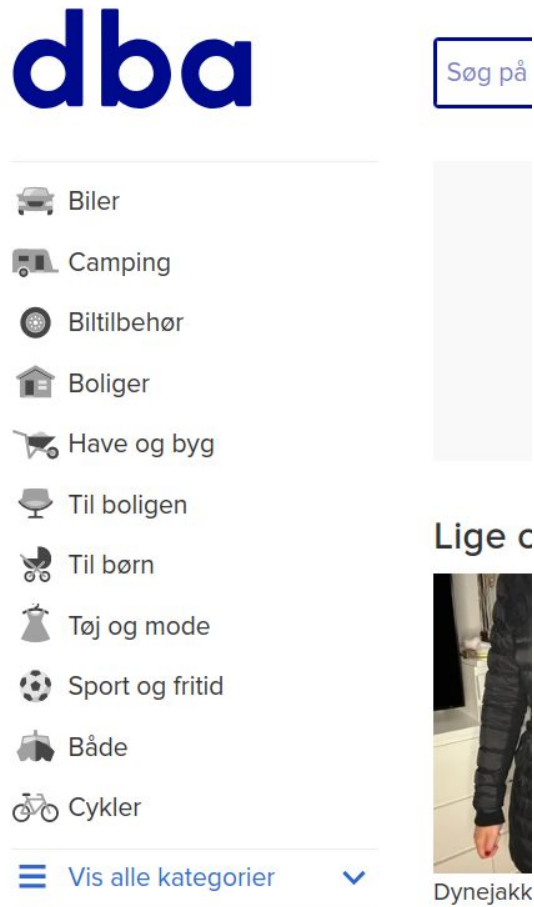 dba
Søg på
Biler
Camping
Biltilbehør
Boliger
Have og byg
Til boligen
Til børn
Tøj og mode
Sport og fritid
Både
Cykler
Vis alle kategorier
Lige
Dynejakk